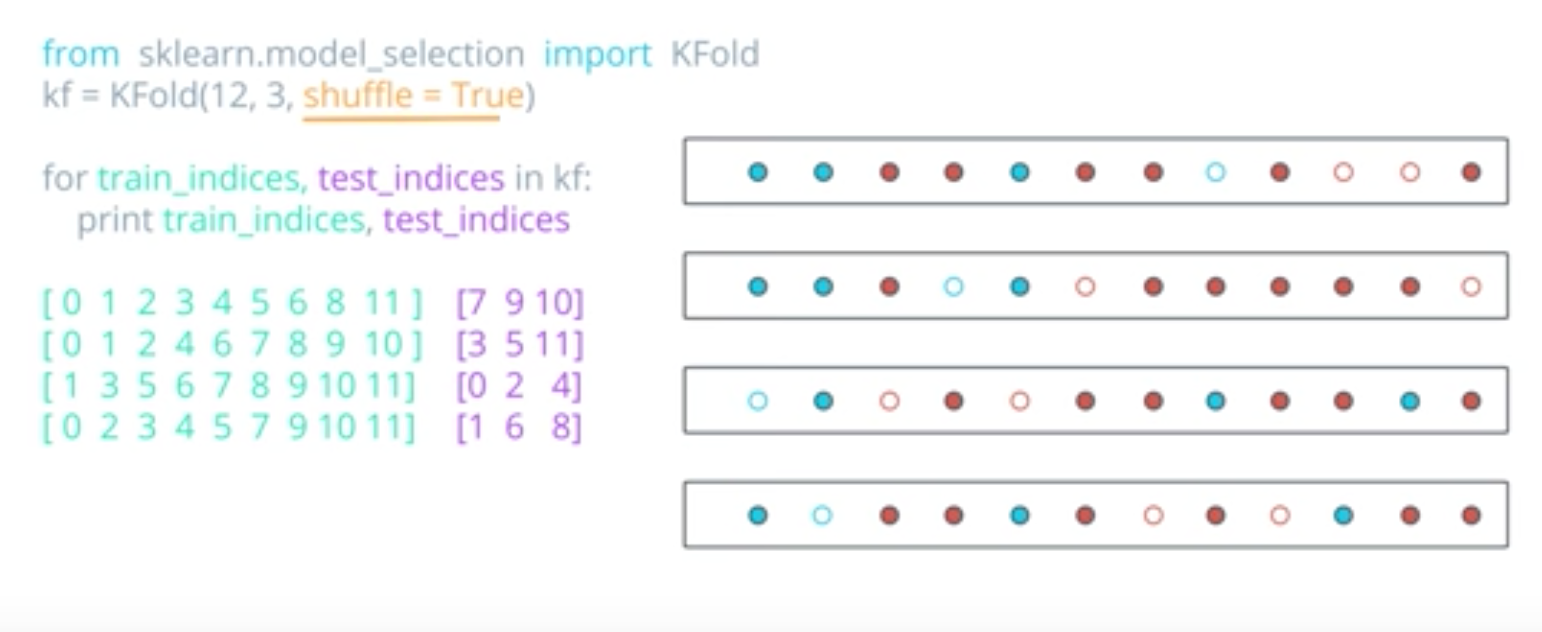 from sklearn.model_selection import KFold
kf = KFold(12, 3, shuffle = True)
for train_indices, test_indices in kf:
print train_indices, test_indices
[ 0 1 2 3 4 5 6 8 11 ] [7 9 10]
[ 0 1 2 4 6 7 8 9 10 ] [3 5 11]
[ 1 3 5 6 7 8 9 10 11] [0 2 4]
[ 0 2 3 4 5 7 9 10 11] [1 6 8]